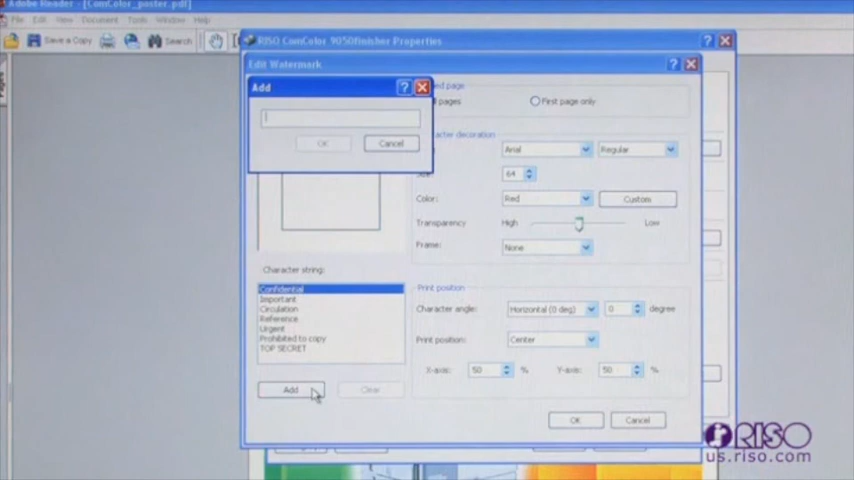 Adobe Reader - [ComColor_poster.pdf]
File Edit View Document Tools Window Help
Save a Copy Search
RISO ComColor 9050finisher Properties
Edit Watermark
Add
OK Cancel
pages First page only
Arial Regular
64
Color: Red Custom
Transparency High Low
Frame: None
Character string:
Confidential
Important
Circulation
Reference
Urgent
Prohibited to copy
TOP SECRET
Add Clear
Print position
Character angle: Horizontal (0 deg) 0 degree
Print position: Center
X-axis: 50 % Y-axis: 50 %
OK Cancel
RISO
us.riso.com